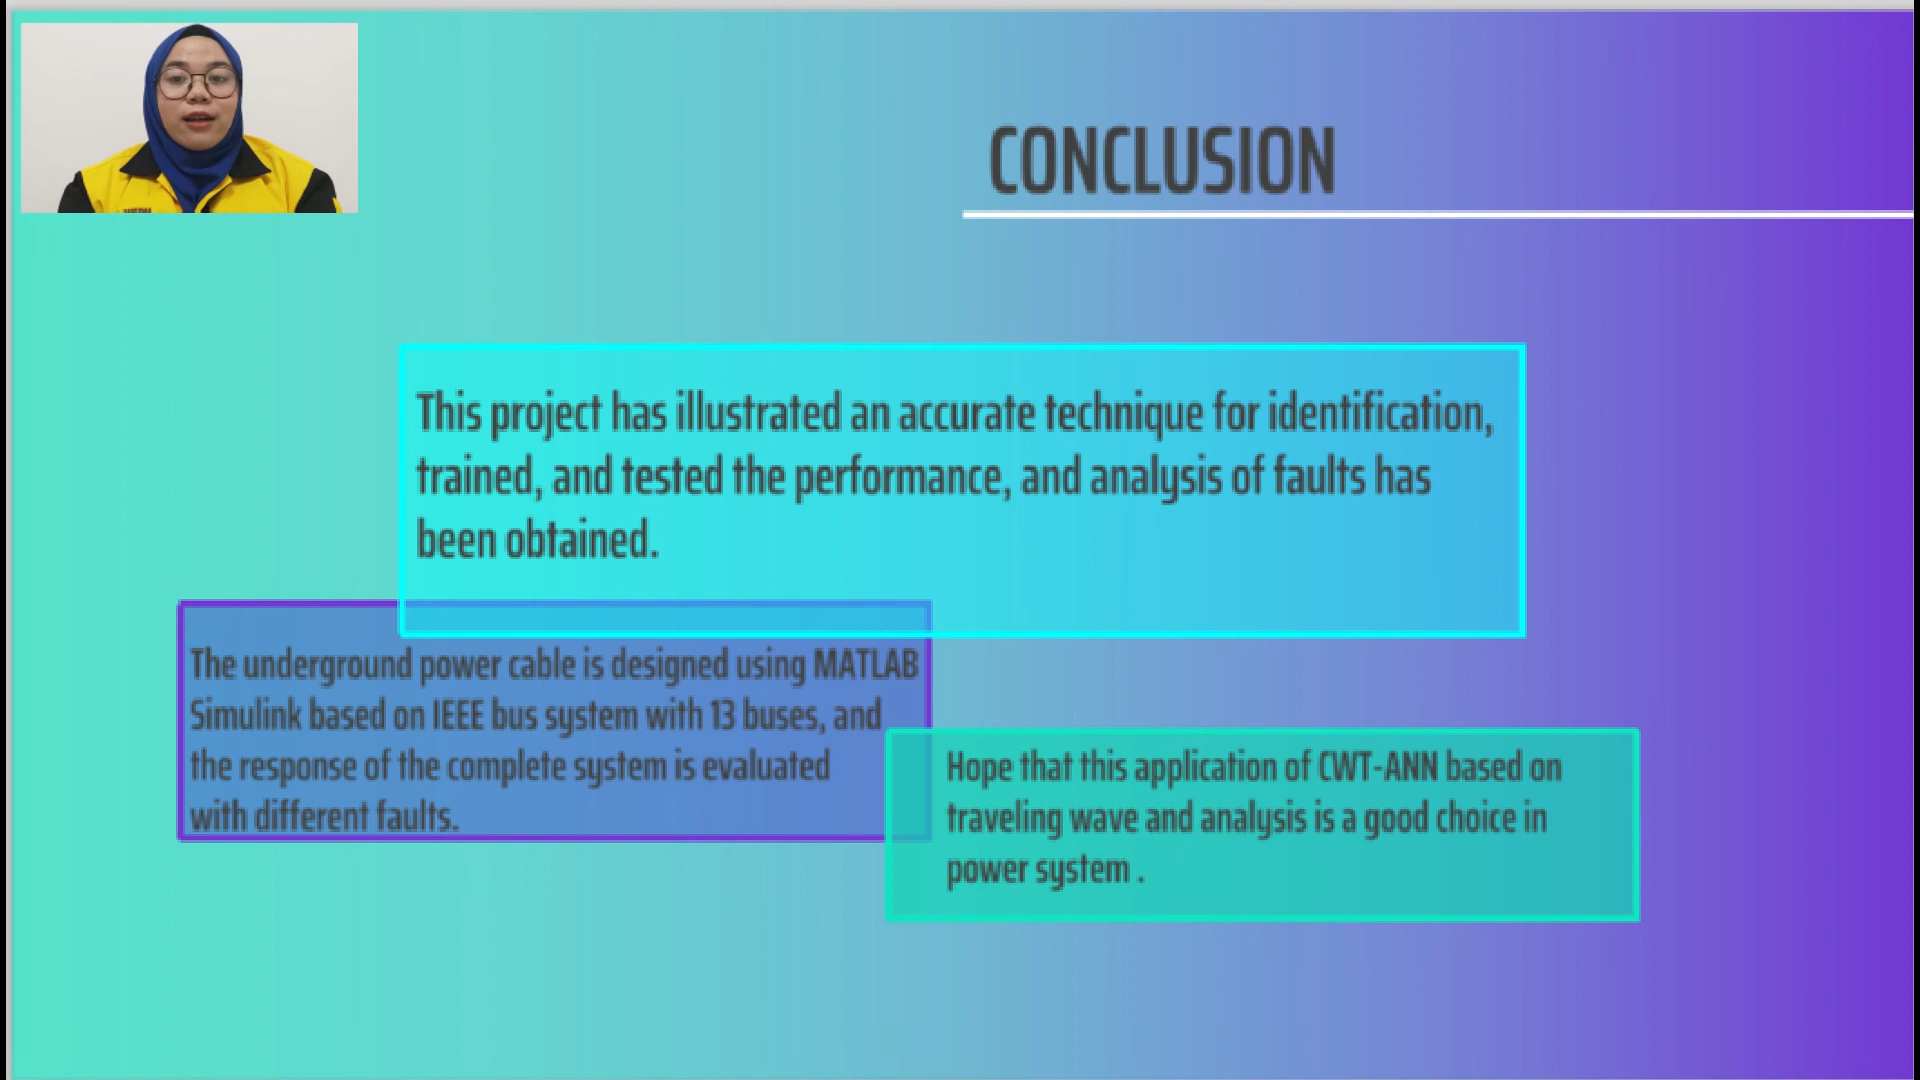 CONCLUSION
This project has illustrated an accurate technique for identification,
trained, and tested the performance, and analysis of faults has
been obtained.
The underground power cable is designed using MATLAB
Simulink based on IEEE bus system with 13 buses, and
the response of the complete system is evaluated
with different faults.
Hope that this application of CWT-ANN based on
traveling wave and analysis is a good choice in
power system .